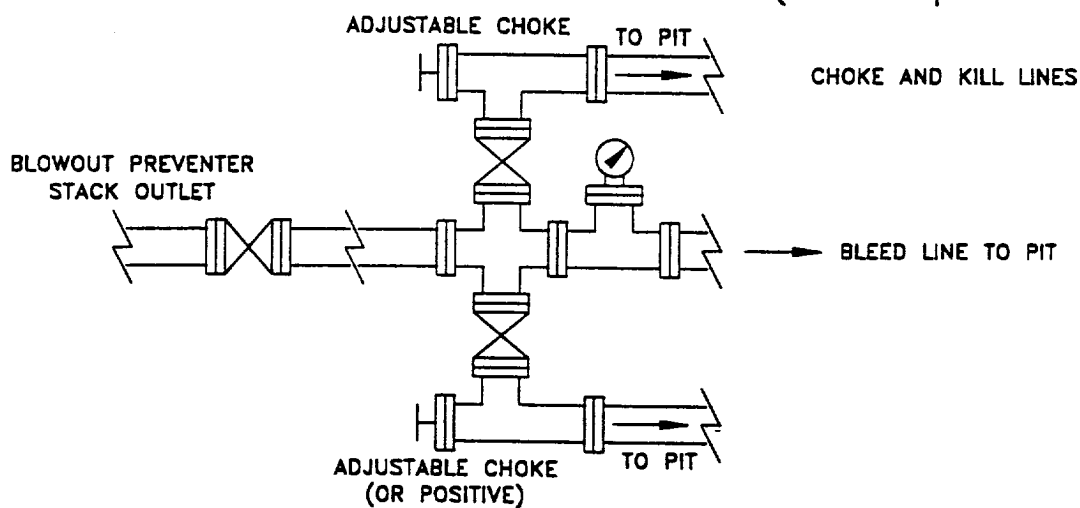 ADJUSTABLE CHOKE
TO PIT
CHOKE AND KILL LINES
BLOWOUT PREVENTER
STACK OUTLET
BLEED LINE TO PIT
TO PIT
ADJUSTABLE CHOKE
(OR POSITIVE)